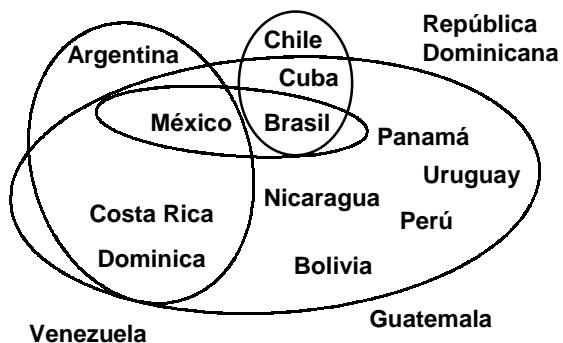 Argentina
Chile
República
Dominicana
Cuba
México
Brasil
Panamá
Uruguay
Nicaragua
Costa Rica
Perú
Dominica
Bolivia
Guatemala
Venezuela